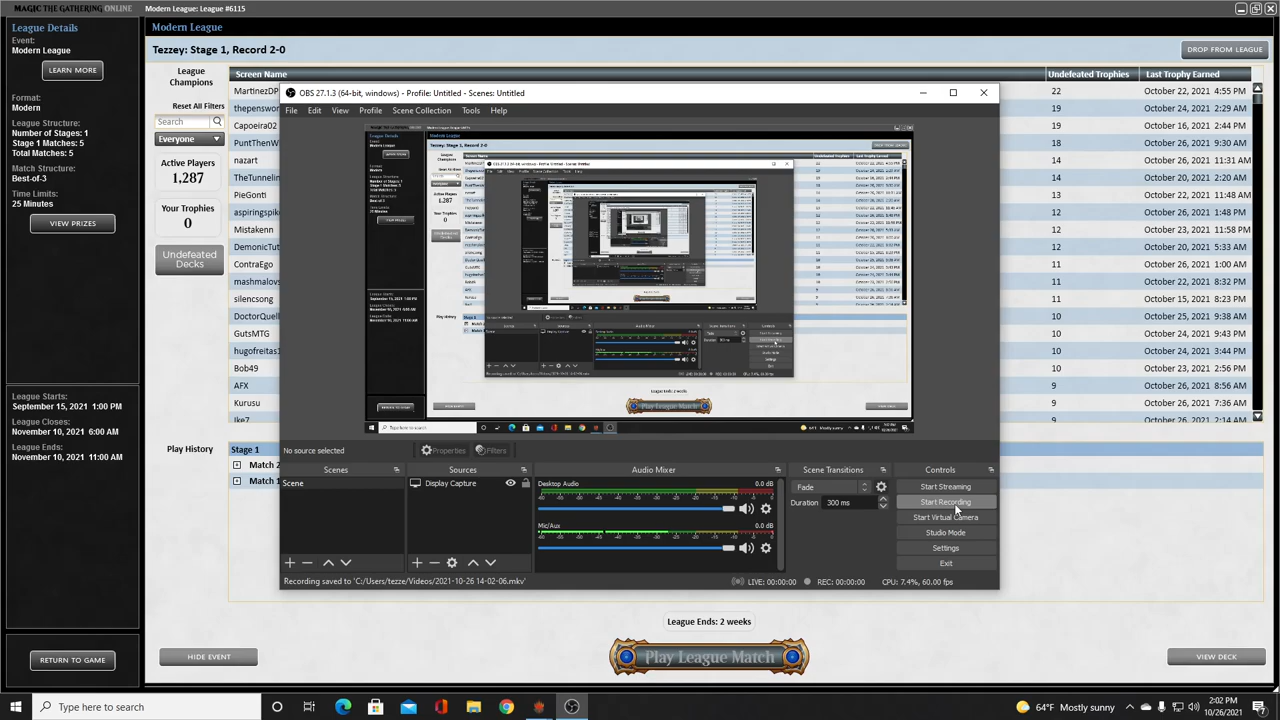 MAGIC THE GATHERING ONLINE
Modern League: League #6115
League Details
Event:
Modern League
LEARN MORE
Format:
Modern
League Structure:
Number of Stages: 1
Stage 1 Matches: 5
Total Matches: 5
Match Structure:
Best of 3
Time Limits:
25 Minutes
VIEW PRIZES
League Starts:
September 15, 2021 1:00 PM
League Closes:
November 10, 2021 6:00 AM
League Ends:
November 10, 2021 11:00 AM
RETURN TO GAME
Modern League
Tezzey: Stage 1, Record 2-0
DROP FROM LEAGUE
League
Champions
Reset All Filters
Search
Everyone
Active Players
1,287
Your Trophies
0
Undefeated
Decks
Screen Name
Undefeated Trophies
Last Trophy Earned
MartinezDP
22
October 22, 2021 4:55 PM
thepensword
19
October 24, 2021 2:29 AM
Capoeira02
19
October 16, 2021 2:44 PM
PuntThenW
18
October 26, 2021 9:30 AM
nazart
14
October 25, 2021 11:31 AM
TheTunnelin
14
October 26, 2021 2:20 PM
PieGonti
13
aspiringspike
12
October 26, 2021 1:48 PM
Mistakenn
12
October 23, 2021 11:58 PM
DemonicTut
12
ContraEgo
11
October 26, 2021 1:00 AM
mashmalovs
11
October 22, 2021 8:32 PM
silencsong
11
October 15, 2021 8:23 PM
DoctorQuell
10
October 25, 2021 9:38 AM
GutsMTG
10
October 24, 2021 9:43 PM
hugofreitas1
10
October 24, 2021 3:44 PM
Bob49
10
October 23, 2021 2:56 PM
AFX
9
October 26, 2021 8:56 AM
Kurusu
9
October 26, 2021 7:36 AM
Ike7
9
Play History
Stage 1
Match 2
Match 1
OBS 27.1.3 (64-bit, windows) - Profile: Untitled - Scenes: Untitled
File Edit View Profile Scene Collection Tools Help
No source selected
Properties
Filters
Scenes
Scene
Sources
Display Capture
Audio Mixer
Desktop Audio
0.0 dB
Mic/Aux
0.0 dB
Scene Transitions
Fade
Duration 300 ms
Controls
Start Streaming
Start Recording
Start Virtual Camera
Studio Mode
Settings
Exit
Recording saved to 'C:/Users/tezze/Videos/2021-10-26 14-02-06.mkv'
LIVE: 00:00:00
REC: 00:00:00
CPU: 7.4%, 60.00 fps
League Ends: 2 weeks
HIDE EVENT
Play League Match
VIEW DECK
Type here to search
64°F Mostly sunny
2:02 PM
10/26/2021
7